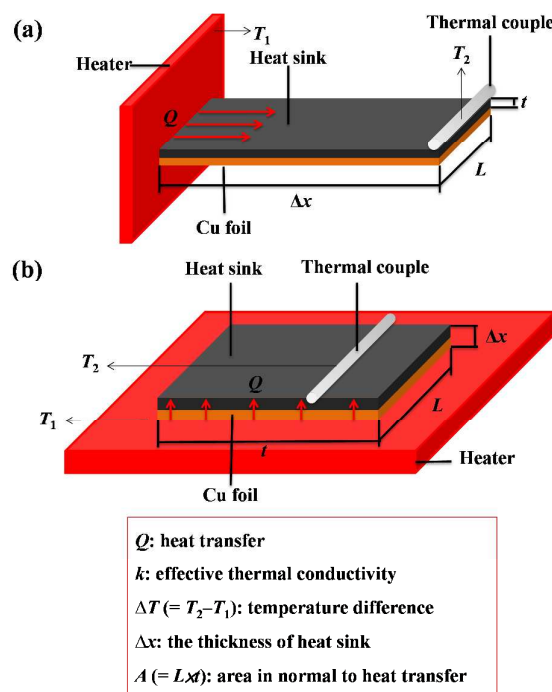 (a)
T₁
Thermal couple
Heater
Heat sink
T₂
Q
t
L
Δx
Cu foil
(b)
Heat sink
Thermal couple
Δx
T₂
Q
L
T₁
t
Cu foil
Heater
Q: heat transfer
k: effective thermal conductivity
ΔT (= T₂–T₁): temperature difference
Δx: the thickness of heat sink
A (= L×t): area in normal to heat transfer